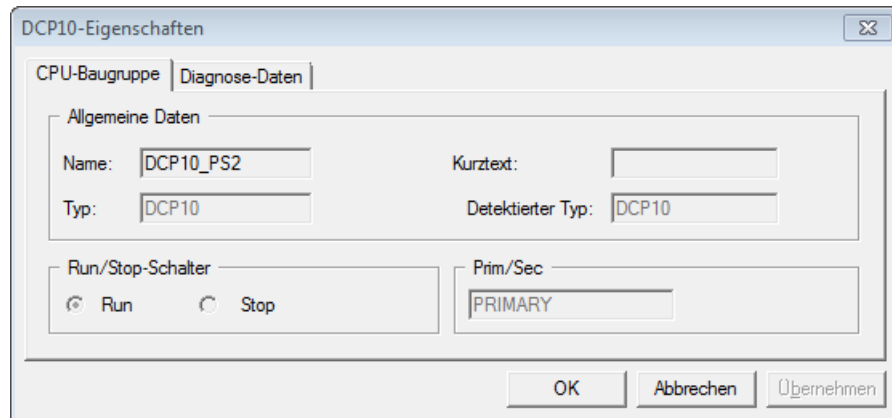 DCP10-Eigenschaften
CPU-Baugruppe Diagnose-Daten
Allgemeine Daten
Name: DCP10_PS2 Kurztext:
Typ: DCP10 Detektierter Typ: DCP10
Run/Stop-Schalter Prim/Sec
Run Stop PRIMARY
OK Abbrechen Übernehmen